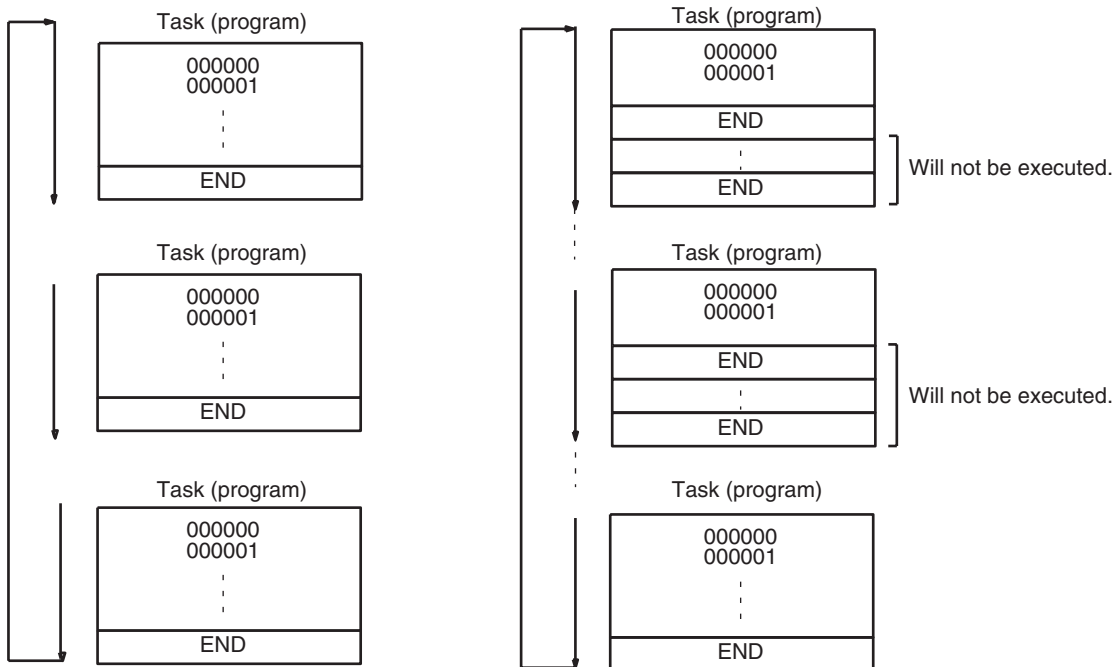 Task (program)
000000
000001
END
Task (program)
000000
000001
END
Task (program)
000000
000001
END
Task (program)
000000
000001
END
END
Will not be executed.
Task (program)
000000
000001
END
END
Will not be executed.
Task (program)
000000
000001
END